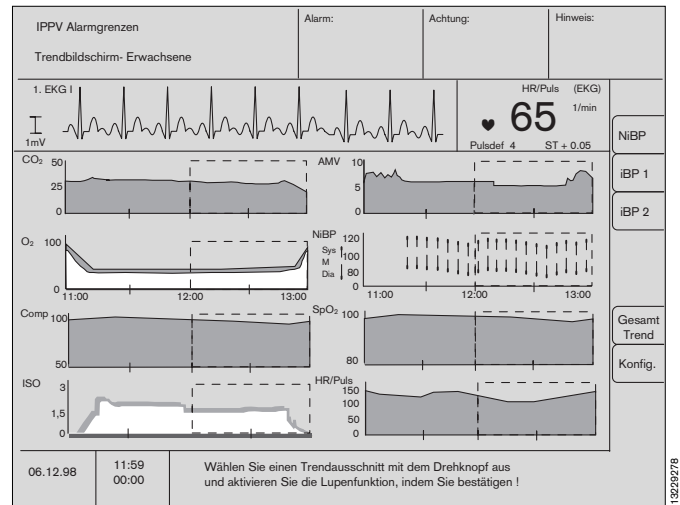 IPPV Alarmgrenzen
Trendbildschirm- Erwachsene
Alarm:
Achtung:
Hinweis:
1. EKG I
1mV
HR/Puls (EKG)
65 1/min
Pulsdef 4 ST + 0.05
NiBP
iBP 1
iBP 2
CO2 50
25
0
AMV 10
5
0
O2 100
0
11:00 12:00 13:00
NiBP 120
Sys
M 100
Dia 80
0
11:00 12:00 13:00
Comp 100
50
SpO2 100
80
Gesamt
Trend
Konfig.
ISO 3
1,5
0
HR/Puls 150
100
50
0
06.12.98
11:59
00:00
Wählen Sie einen Trendausschnitt mit dem Drehknopf aus
und aktivieren Sie die Lupenfunktion, indem Sie bestätigen !
13229278